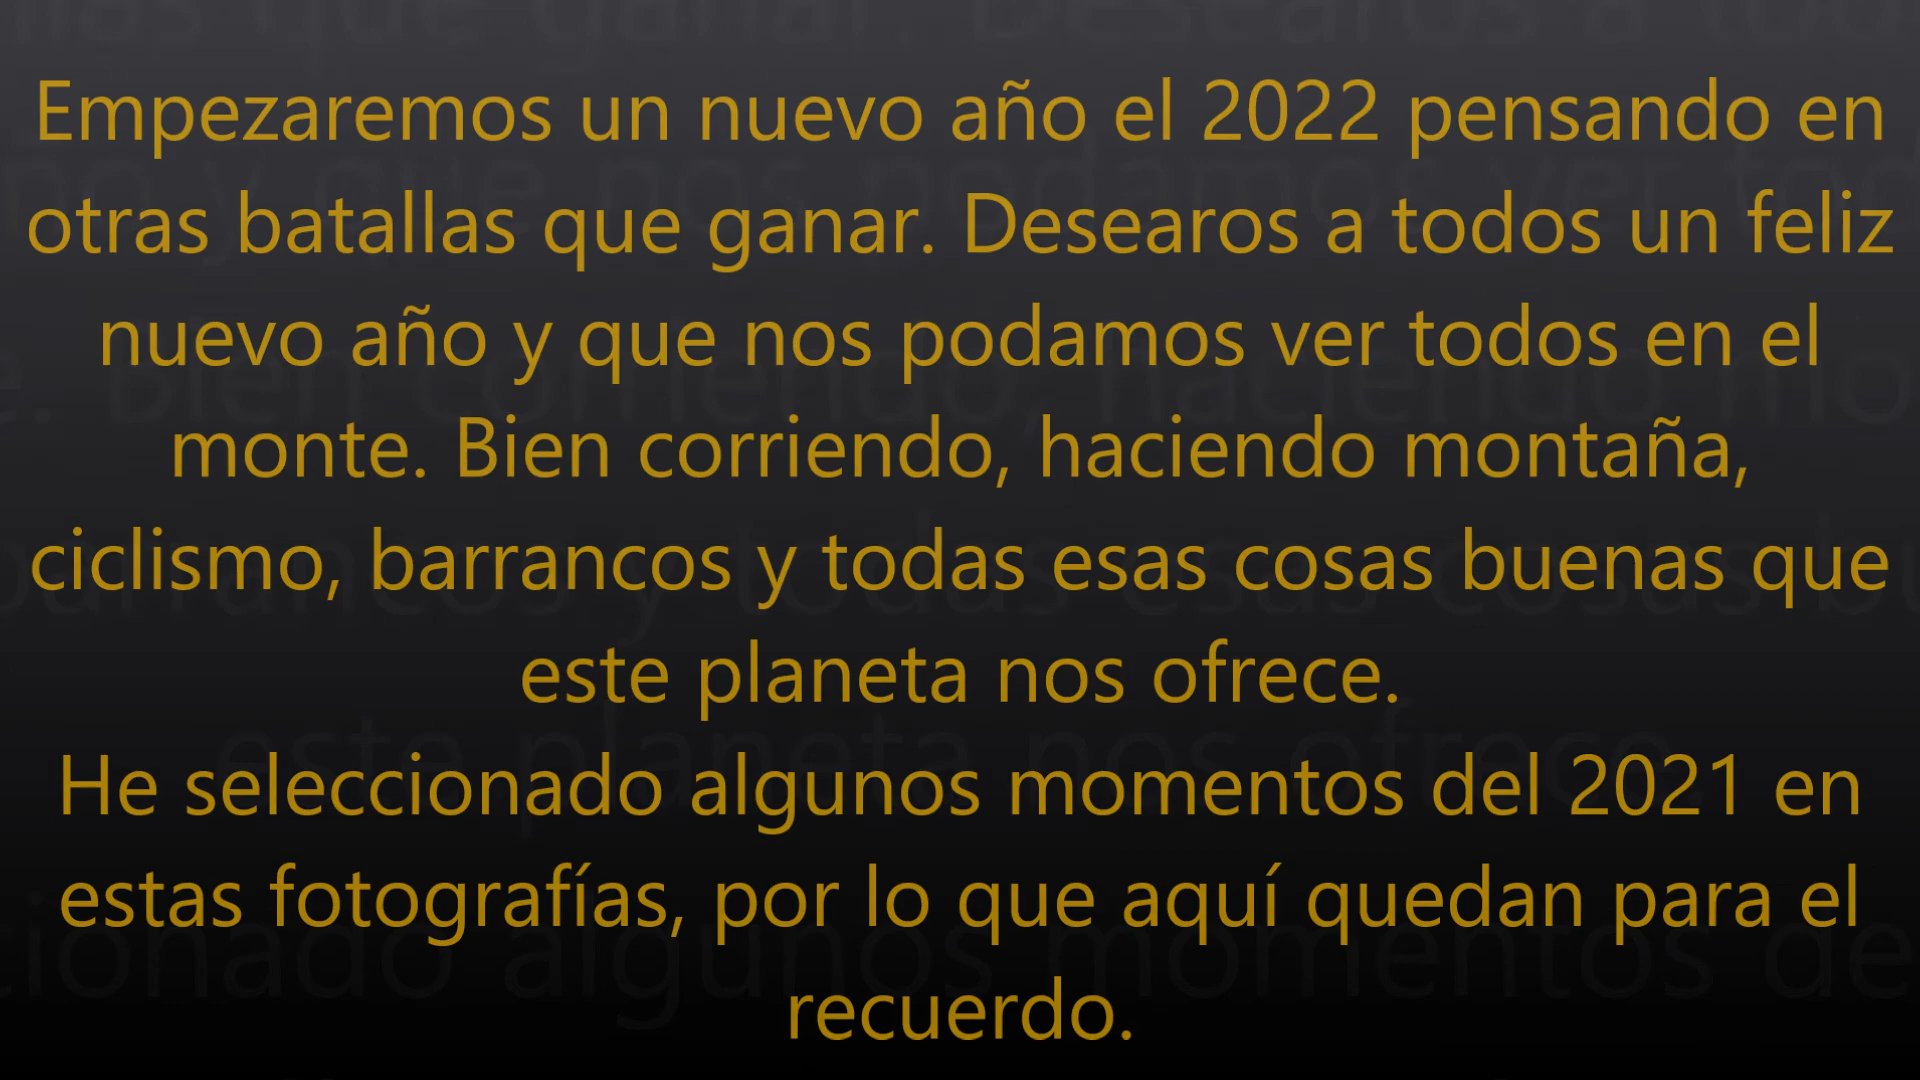 Empezaremos un nuevo año el 2022 pensando en
otras batallas que ganar. Desearos a todos un feliz
nuevo año y que nos podamos ver todos en el
monte. Bien corriendo, haciendo montaña,
ciclismo, barrancos y todas esas cosas buenas que
este planeta nos ofrece.
He seleccionado algunos momentos del 2021 en
estas fotografías, por lo que aquí quedan para el
recuerdo.